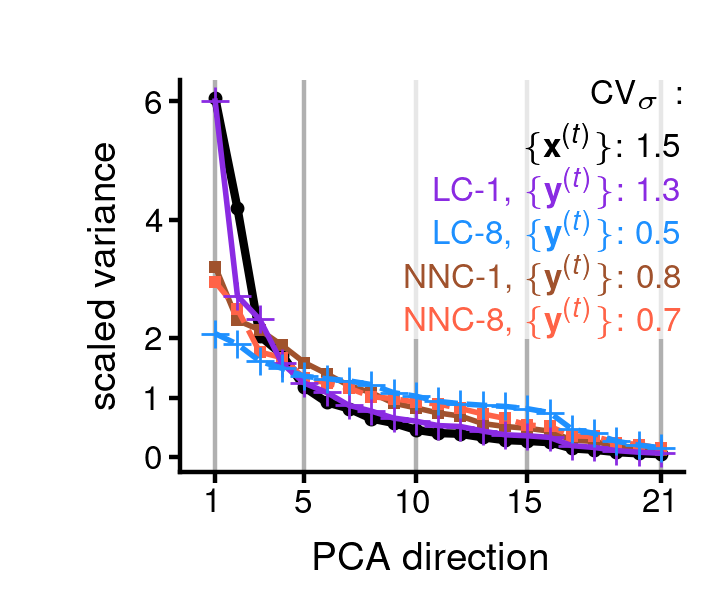 CVσ :
{x(t)}: 1.5
LC-1, {y(t)}: 1.3
LC-8, {y(t)}: 0.5
NNC-1, {y(t)}: 0.8
NNC-8, {y(t)}: 0.7
scaled variance
6
4
2
1
0
1 5 10 15 21
PCA direction